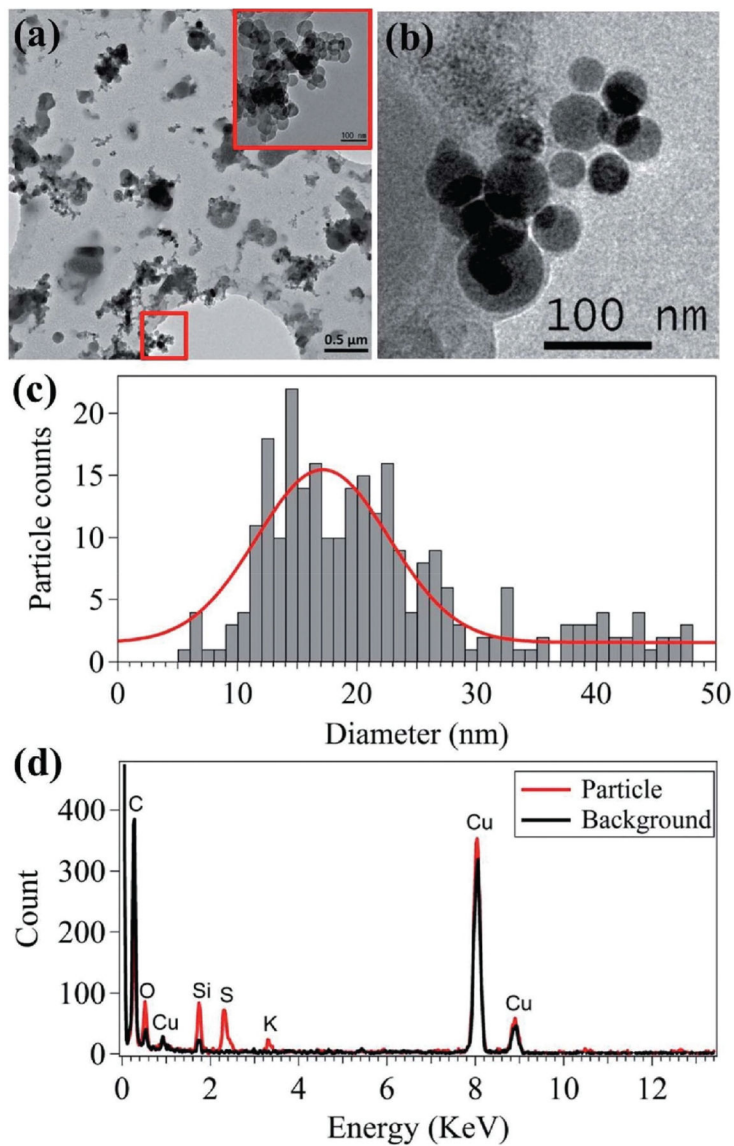 (a)
100 nm
0.5 µm
(b)
100 nm
(c)
Particle counts
20
15
10
5
0
0 10 20 30 40 50
Diameter (nm)
(d)
Count
400
300
200
100
0
C
O
Cu
Si
S
K
Cu
Cu
Particle
Background
0 2 4 6 8 10 12
Energy (KeV)